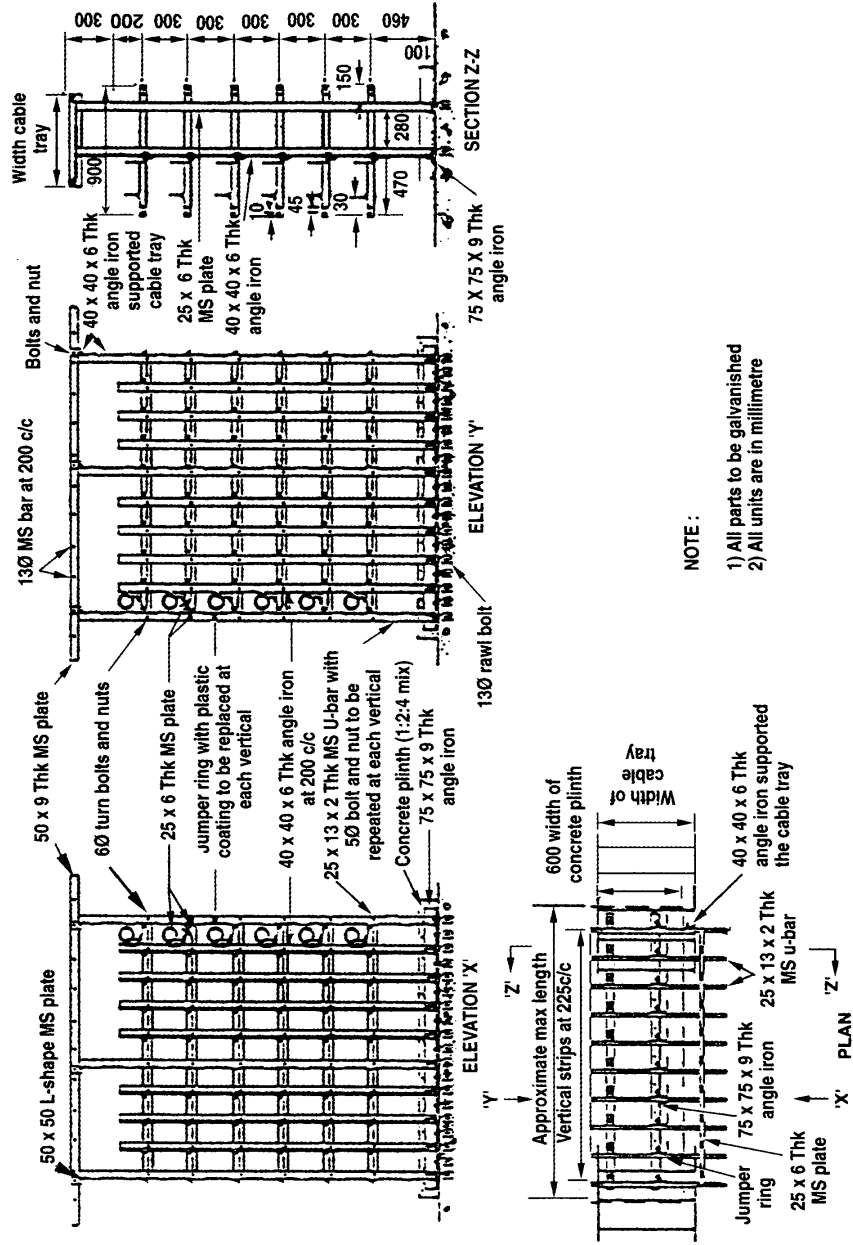 50 x 50 L-shape MS plate
50 x 9 Thk MS plate
6Ø turn bolts and nuts
25 x 6 Thk MS plate
Jumper ring with plastic
coating to be replaced at
each vertical
40 x 40 x 6 Thk angle iron
at 200 c/c
25 x 13 x 2 Thk MS U-bar with
5Ø bolt and nut to be
repeated at each vertical
Concrete plinth (1:2:4 mix)
75 x 75 x 9 Thk
angle iron
ELEVATION 'X'
13Ø MS bar at 200 c/c
Bolts and nut
13Ø rawl bolt
ELEVATION 'Y'
Width cable
tray
900
40 x 40 x 6 Thk
angle iron
supported
cable tray
25 x 6 Thk
MS plate
40 x 40 x 6 Thk
angle iron
75 X 75 X 9 Thk
angle iron
300
200
300
300
300
300
300
460
100
150
280
10
45
30
470
SECTION Z-Z
'Y'
'Z'
Approximate max length
Vertical strips at 225c/c
600 width of
concrete plinth
Width of
cable
tray
Jumper
ring
25 x 6 Thk
MS plate
75 x 75 x 9 Thk
angle iron
25 x 13 x 2 Thk
MS u-bar
40 x 40 x 6 Thk
angle iron supported
the cable tray
'X'
'Z'
PLAN
NOTE :
1) All parts to be galvanished
2) All units are in millimetre